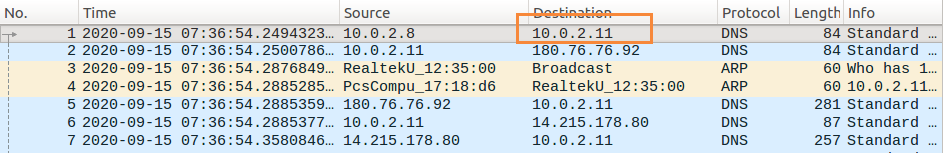 No. Time Source Destination Protocol Length Info
1 2020-09-15 07:36:54.2494323… 10.0.2.8 10.0.2.11 DNS 84 Standard …
2 2020-09-15 07:36:54.2500786… 10.0.2.11 180.76.76.92 DNS 84 Standard …
3 2020-09-15 07:36:54.2876849… RealtekU_12:35:00 Broadcast ARP 60 Who has 1…
4 2020-09-15 07:36:54.2885285… PcsCompu_17:18:d6 RealtekU_12:35:00 ARP 60 10.0.2.11…
5 2020-09-15 07:36:54.2885359… 180.76.76.92 10.0.2.11 DNS 281 Standard …
6 2020-09-15 07:36:54.2885377… 10.0.2.11 14.215.178.80 DNS 87 Standard …
7 2020-09-15 07:36:54.3580846… 14.215.178.80 10.0.2.11 DNS 257 Standard …